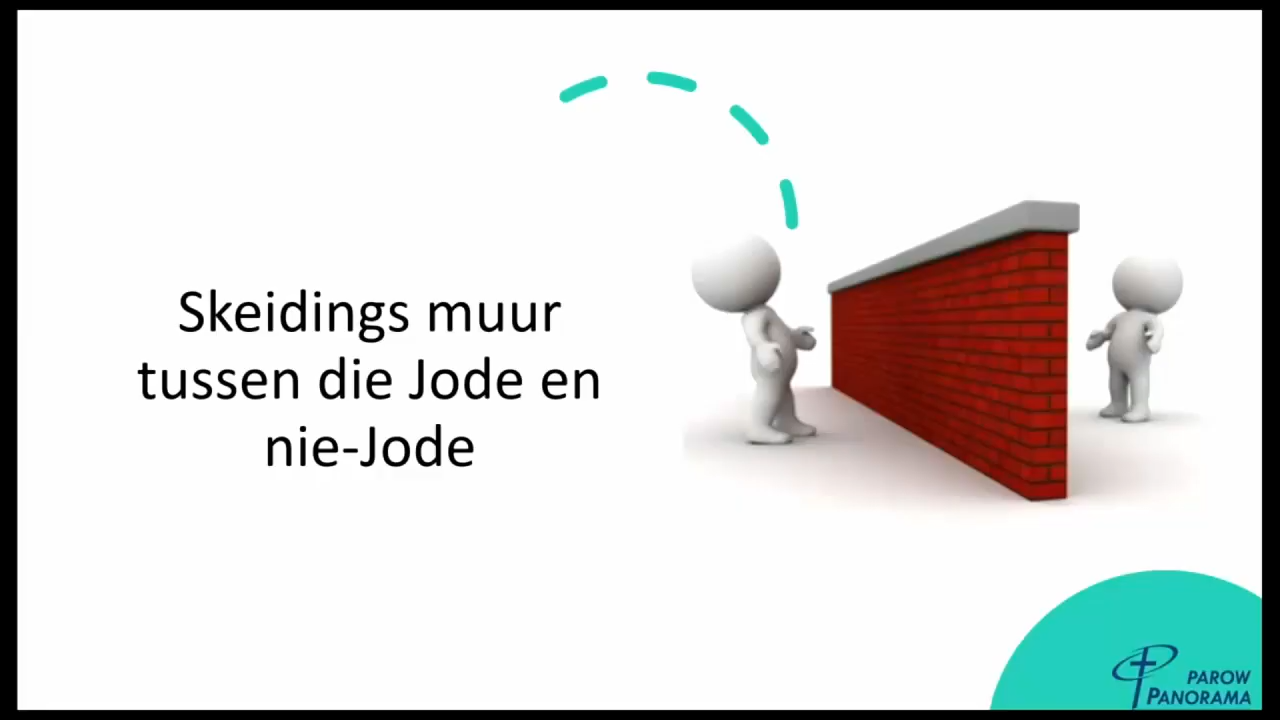 Skeidings muur
tussen die Jode en
nie-Jode
PAROW
PANORAMA